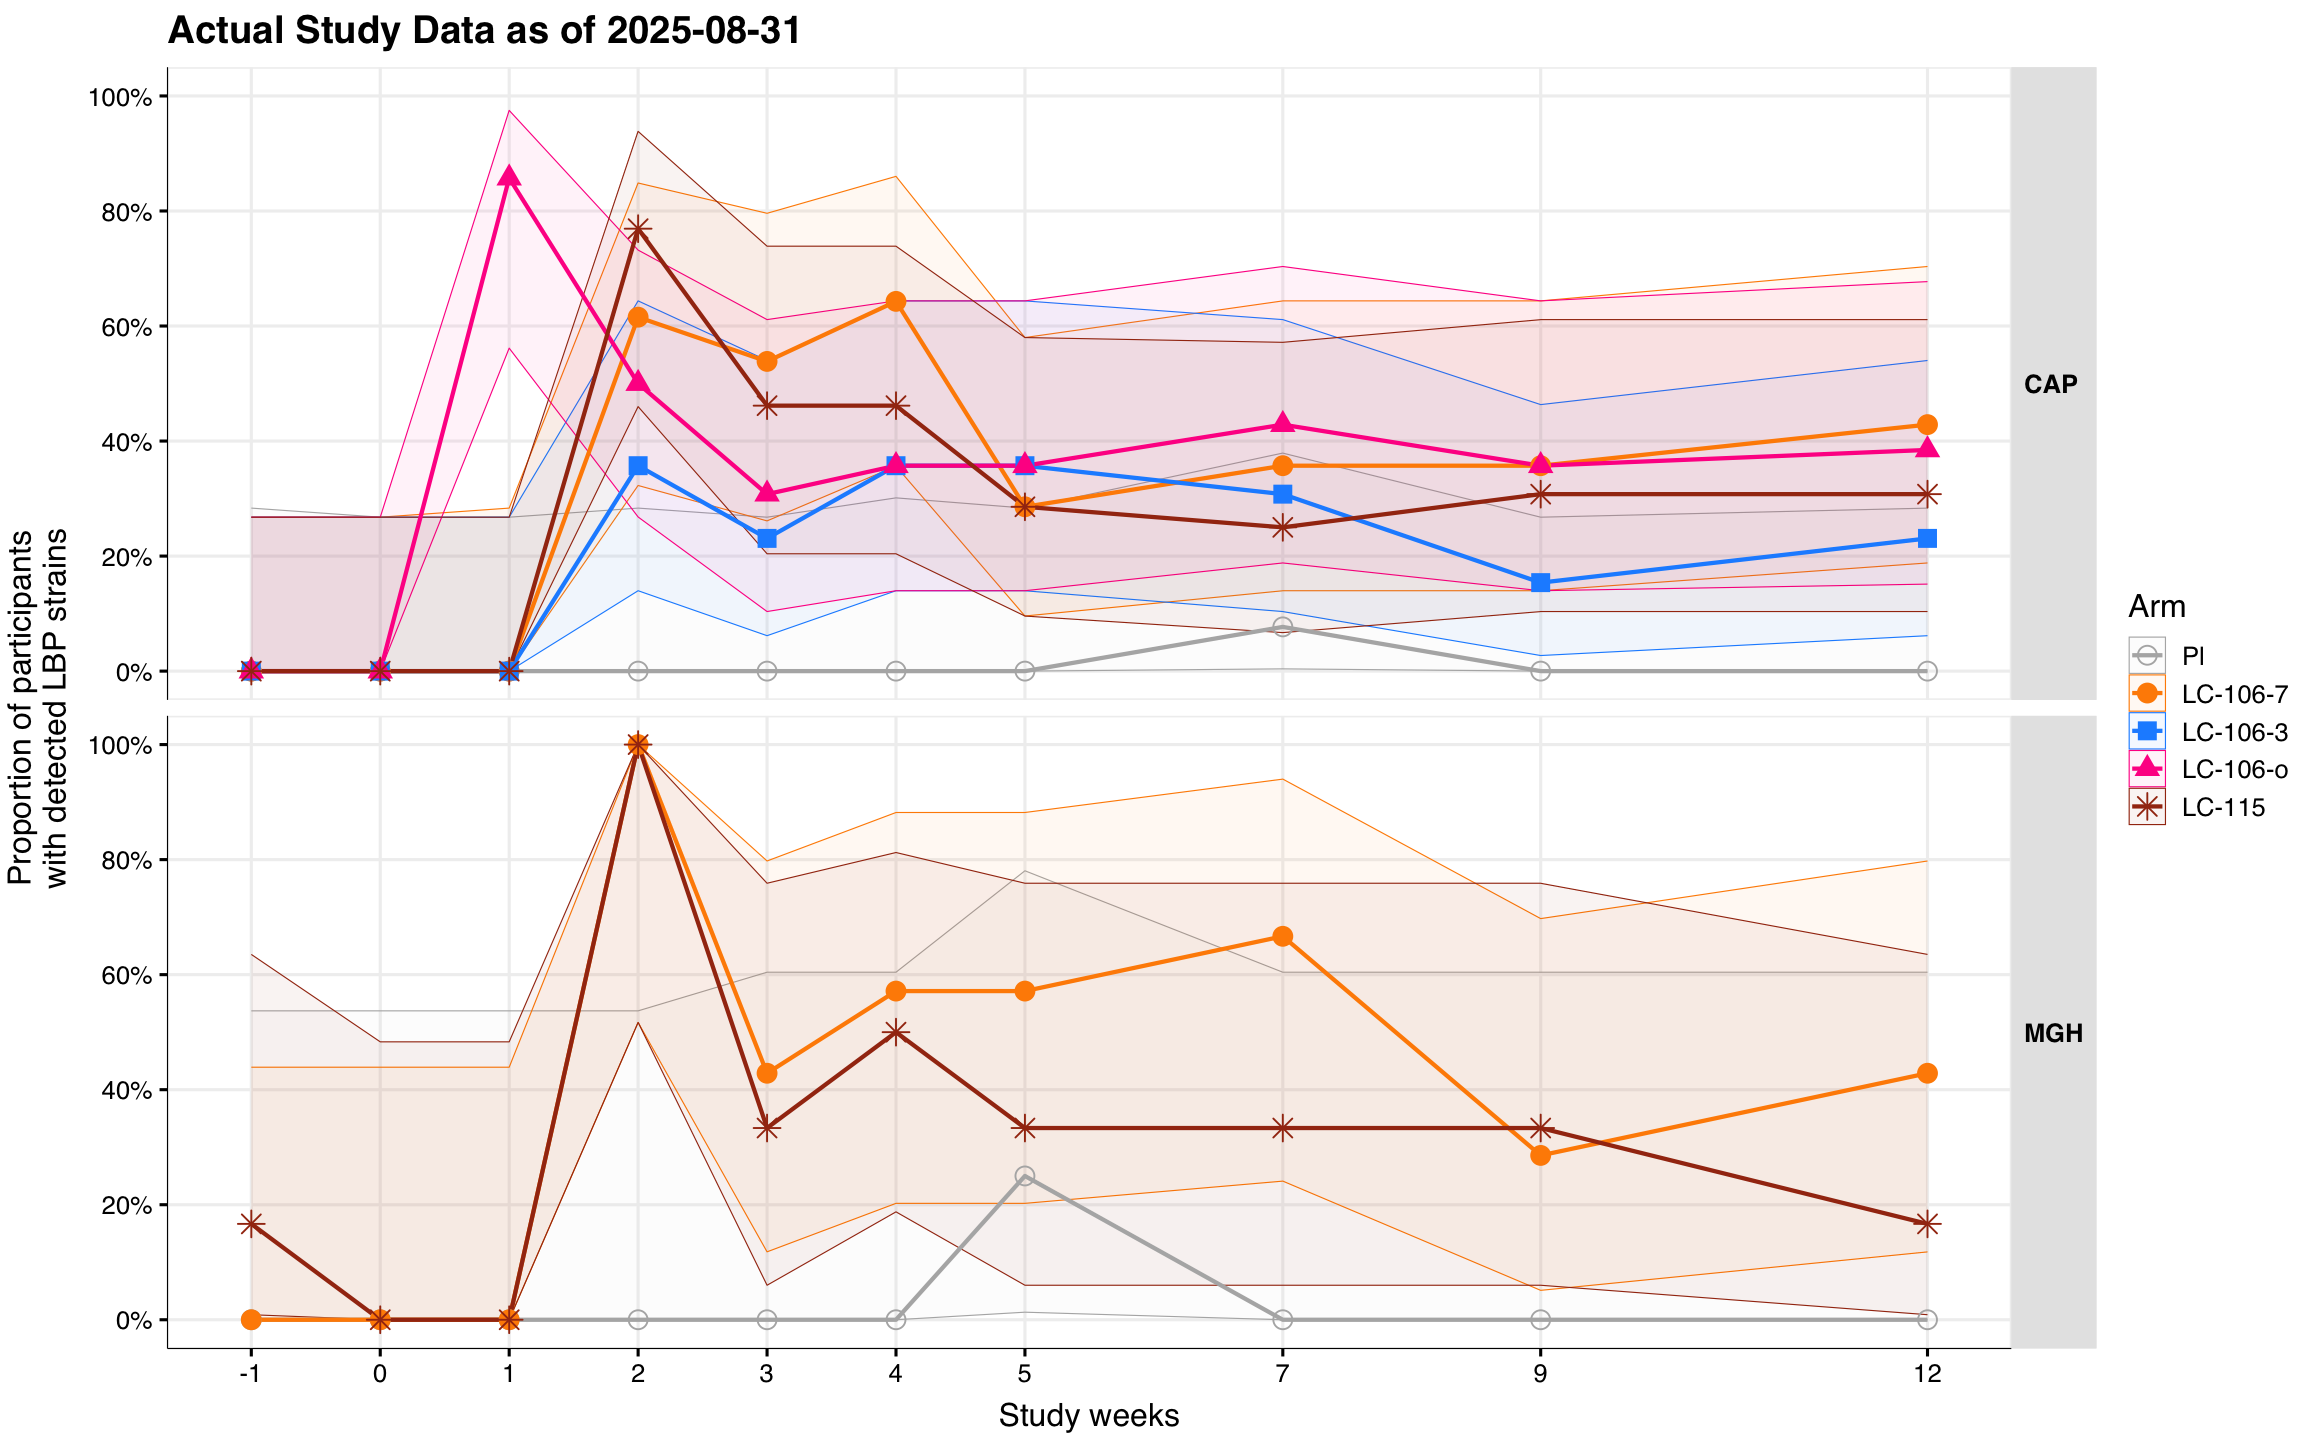 Actual Study Data as of 2025-08-31
Proportion of participants
with detected LBP strains
100%
80%
60%
40%
20%
0%
CAP
100%
80%
60%
40%
20%
0%
MGH
-1 0 1 2 3 4 5 7 9 12
Study weeks
Arm
Pl
LC-106-7
LC-106-3
LC-106-o
LC-115